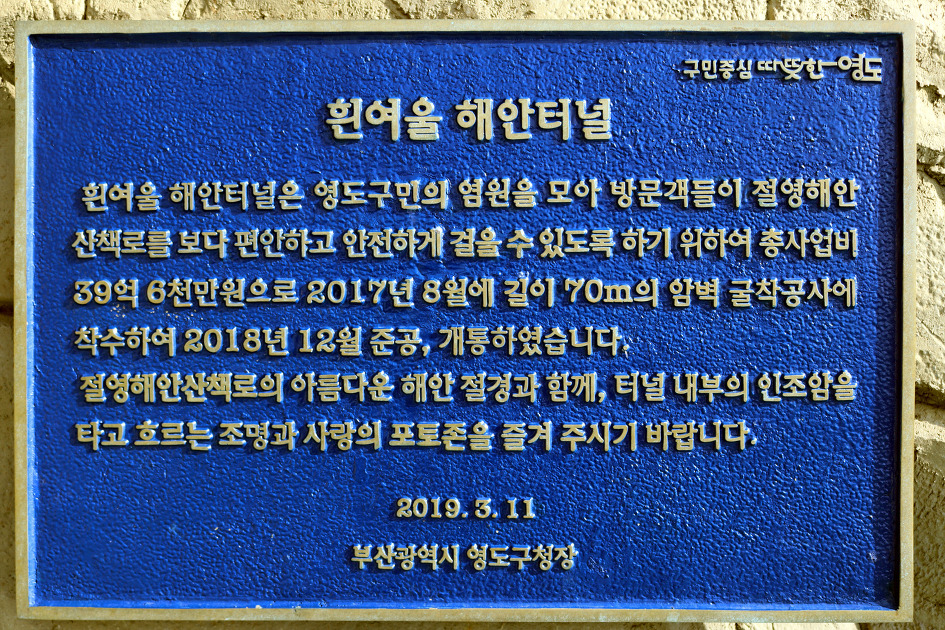 구민중심 따뜻한 영도
흰여울 해안터널
흰여울 해안터널은 영도구민의 염원을 모아 방문객들이 절영해안
산책로를 보다 편안하고 안전하게 걸을 수 있도록 하기 위하여 총사업비
39억 6천만원으로 2017년 8월에 길이 70m의 암벽 굴착공사에
착수하여 2018년 12월 준공, 개통하였습니다.
절영해안산책로의 아름다운 해안 절경과 함께, 터널 내부의 인조암을
타고 흐르는 조명과 사랑의 포토존을 즐겨 주시기 바랍니다.
2019. 3. 11
부산광역시 영도구청장